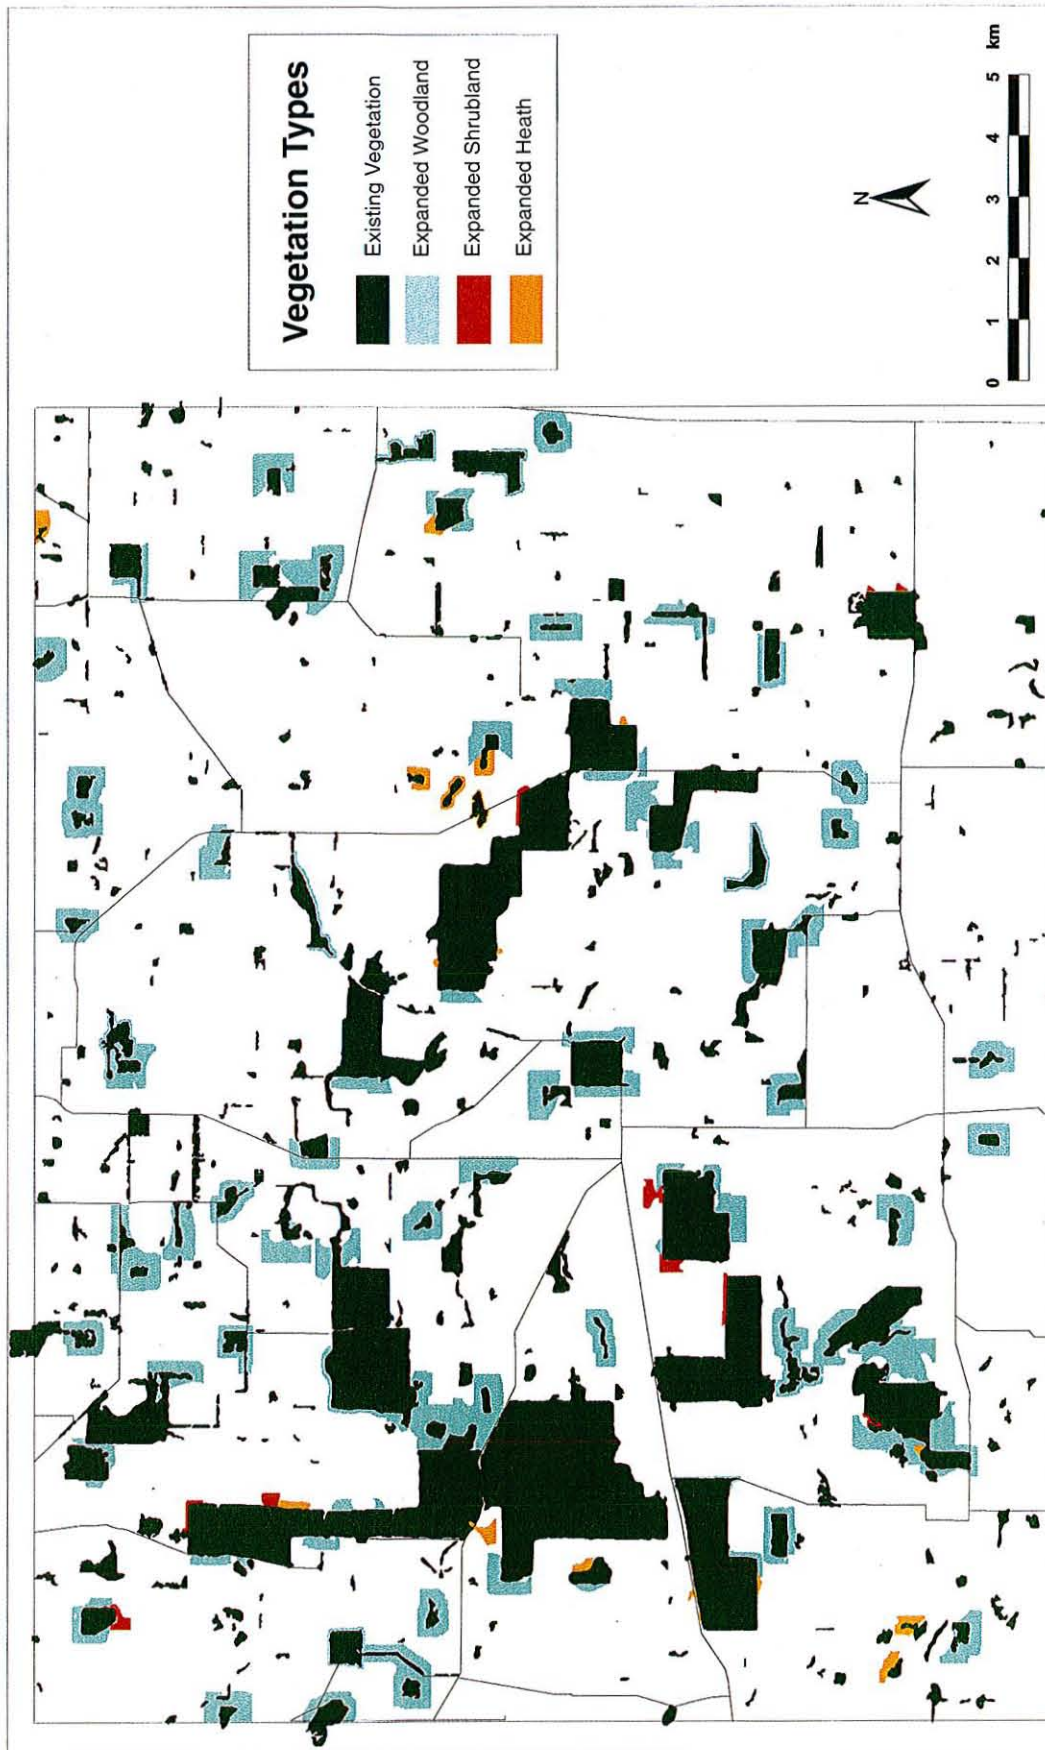 Vegetation Types
Existing Vegetation
Expanded Woodland
Expanded Shrubland
Expanded Heath
N
0 1 2 3 4 5 km